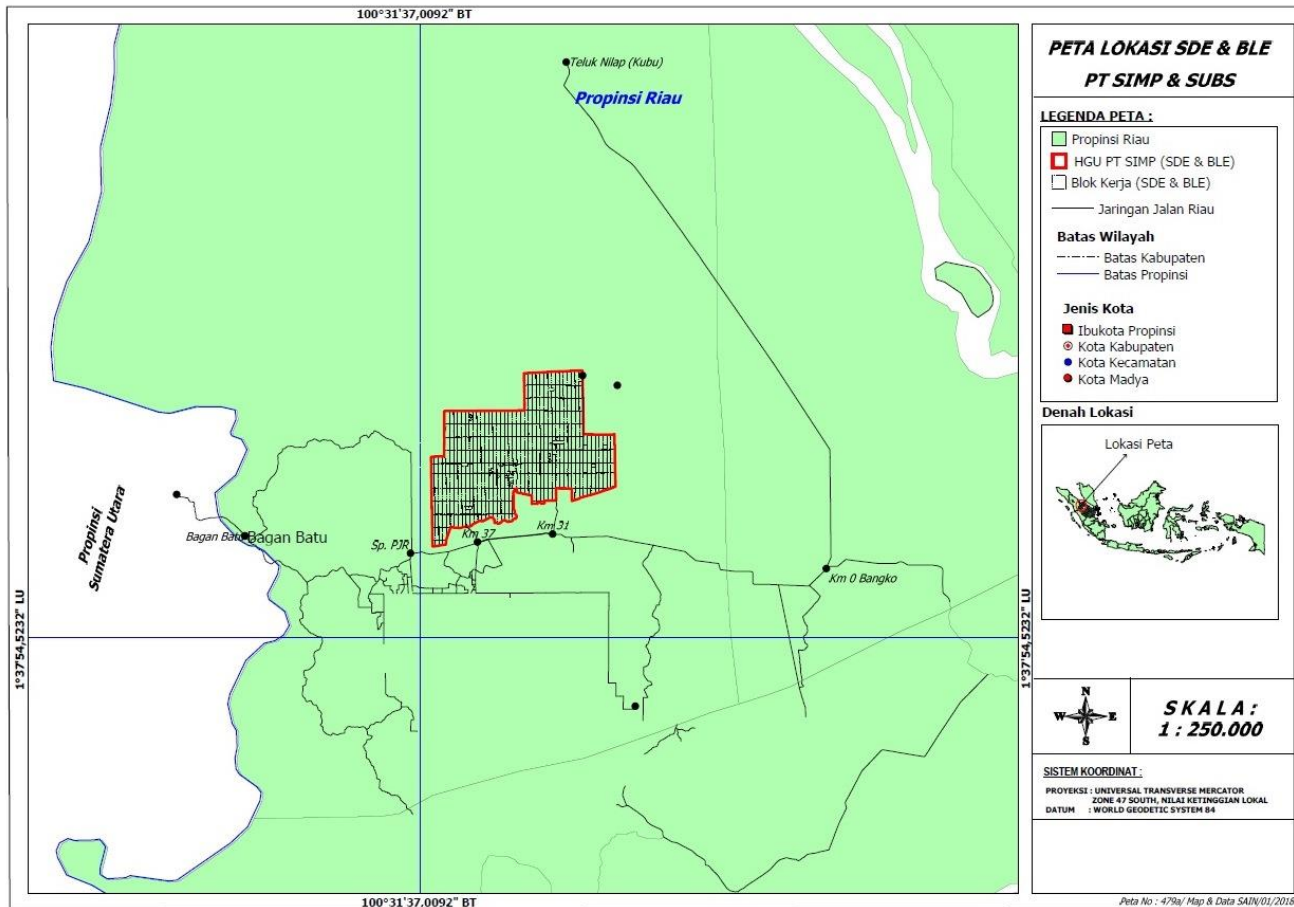 100°31'37,0092" BT
Teluk Nilap (Kubu)
Propinsi Riau
Propinsi
Sumatera Utara
Bagan Batu
Bagan Batu
Sp. PJR
Km 37
Km 31
Km 0 Bangko
1°37'54,5232" LU
1°37'54,5232" LU
100°31'37,0092" BT
PETA LOKASI SDE & BLE
PT SIMP & SUBS
LEGENDA PETA :
Propinsi Riau
HGU PT SIMP (SDE & BLE)
Blok Kerja (SDE & BLE)
Jaringan Jalan Riau
Batas Wilayah
Batas Kabupaten
Batas Propinsi
Jenis Kota
Ibukota Propinsi
Kota Kabupaten
Kota Kecamatan
Kota Madya
Denah Lokasi
Lokasi Peta
N
W E
S
S K A L A :
1 : 250.000
SISTEM KOORDINAT :
PROYEKSI : UNIVERSAL TRANSVERSE MERCATOR
ZONE 47 SOUTH, NILAI KETINGGIAN LOKAL
DATUM : WORLD GEODETIC SYSTEM 84
Peta No : 479a/ Map & Data SAIN/01/2018